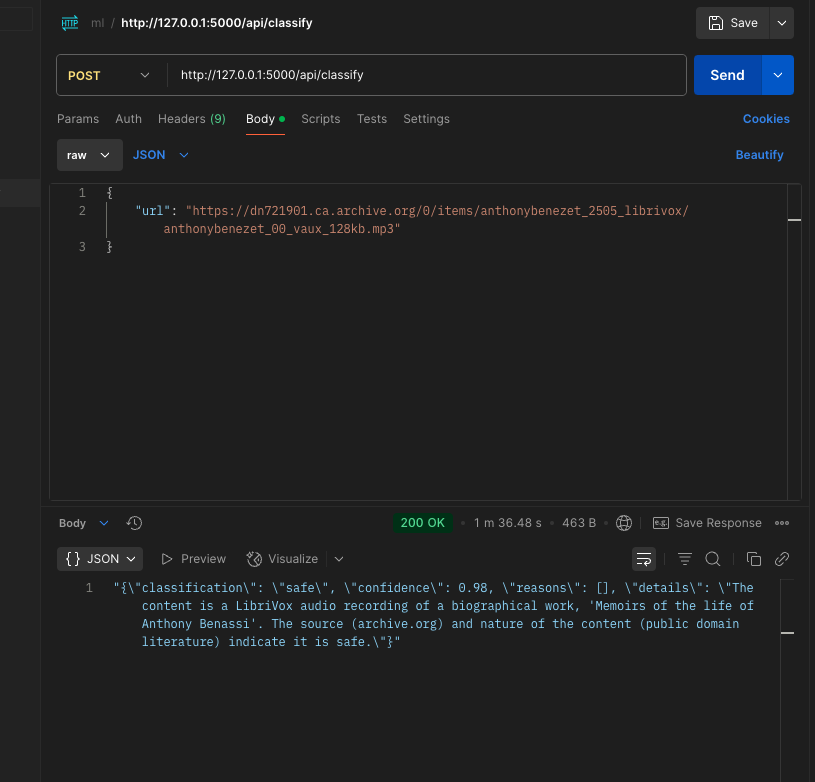 HTTP ml / http://127.0.0.1:5000/api/classify Save
POST http://127.0.0.1:5000/api/classify Send
Params Auth Headers (9) Body Scripts Tests Settings Cookies
raw JSON Beautify
1 {
2 "url": "https://dn721901.ca.archive.org/0/items/anthonybenezet_2505_librivox/
anthonybenezet_00_vaux_128kb.mp3"
3 }
Body 200 OK • 1 m 36.48 s • 463 B • e.g. Save Response
{} JSON Preview Visualize
1 "{\"classification\": \"safe\", \"confidence\": 0.98, \"reasons\": [], \"details\": \"The
content is a LibriVox audio recording of a biographical work, 'Memoirs of the life of
Anthony Benassi'. The source (archive.org) and nature of the content (public domain
literature) indicate it is safe.\"}"